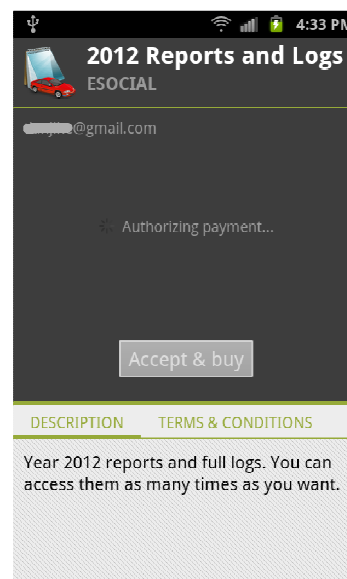 4:33 PM
2012 Reports and Logs
ESOCIAL
@gmail.com
Authorizing payment...
Accept & buy
DESCRIPTION TERMS & CONDITIONS
Year 2012 reports and full logs. You can
access them as many times as you want.